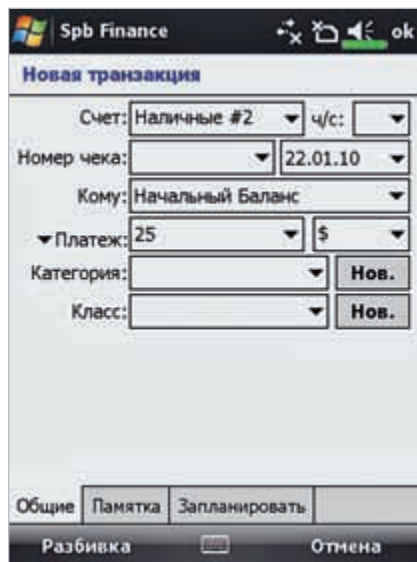 Spb Finance ok
Новая транзакция
Счет: Наличные #2 ч/с:
Номер чека: 22.01.10
Кому: Начальный Баланс
Платеж: 25 $
Категория: Нов.
Класс: Нов.
Общие Памятка Запланировать
Разбивка Отмена